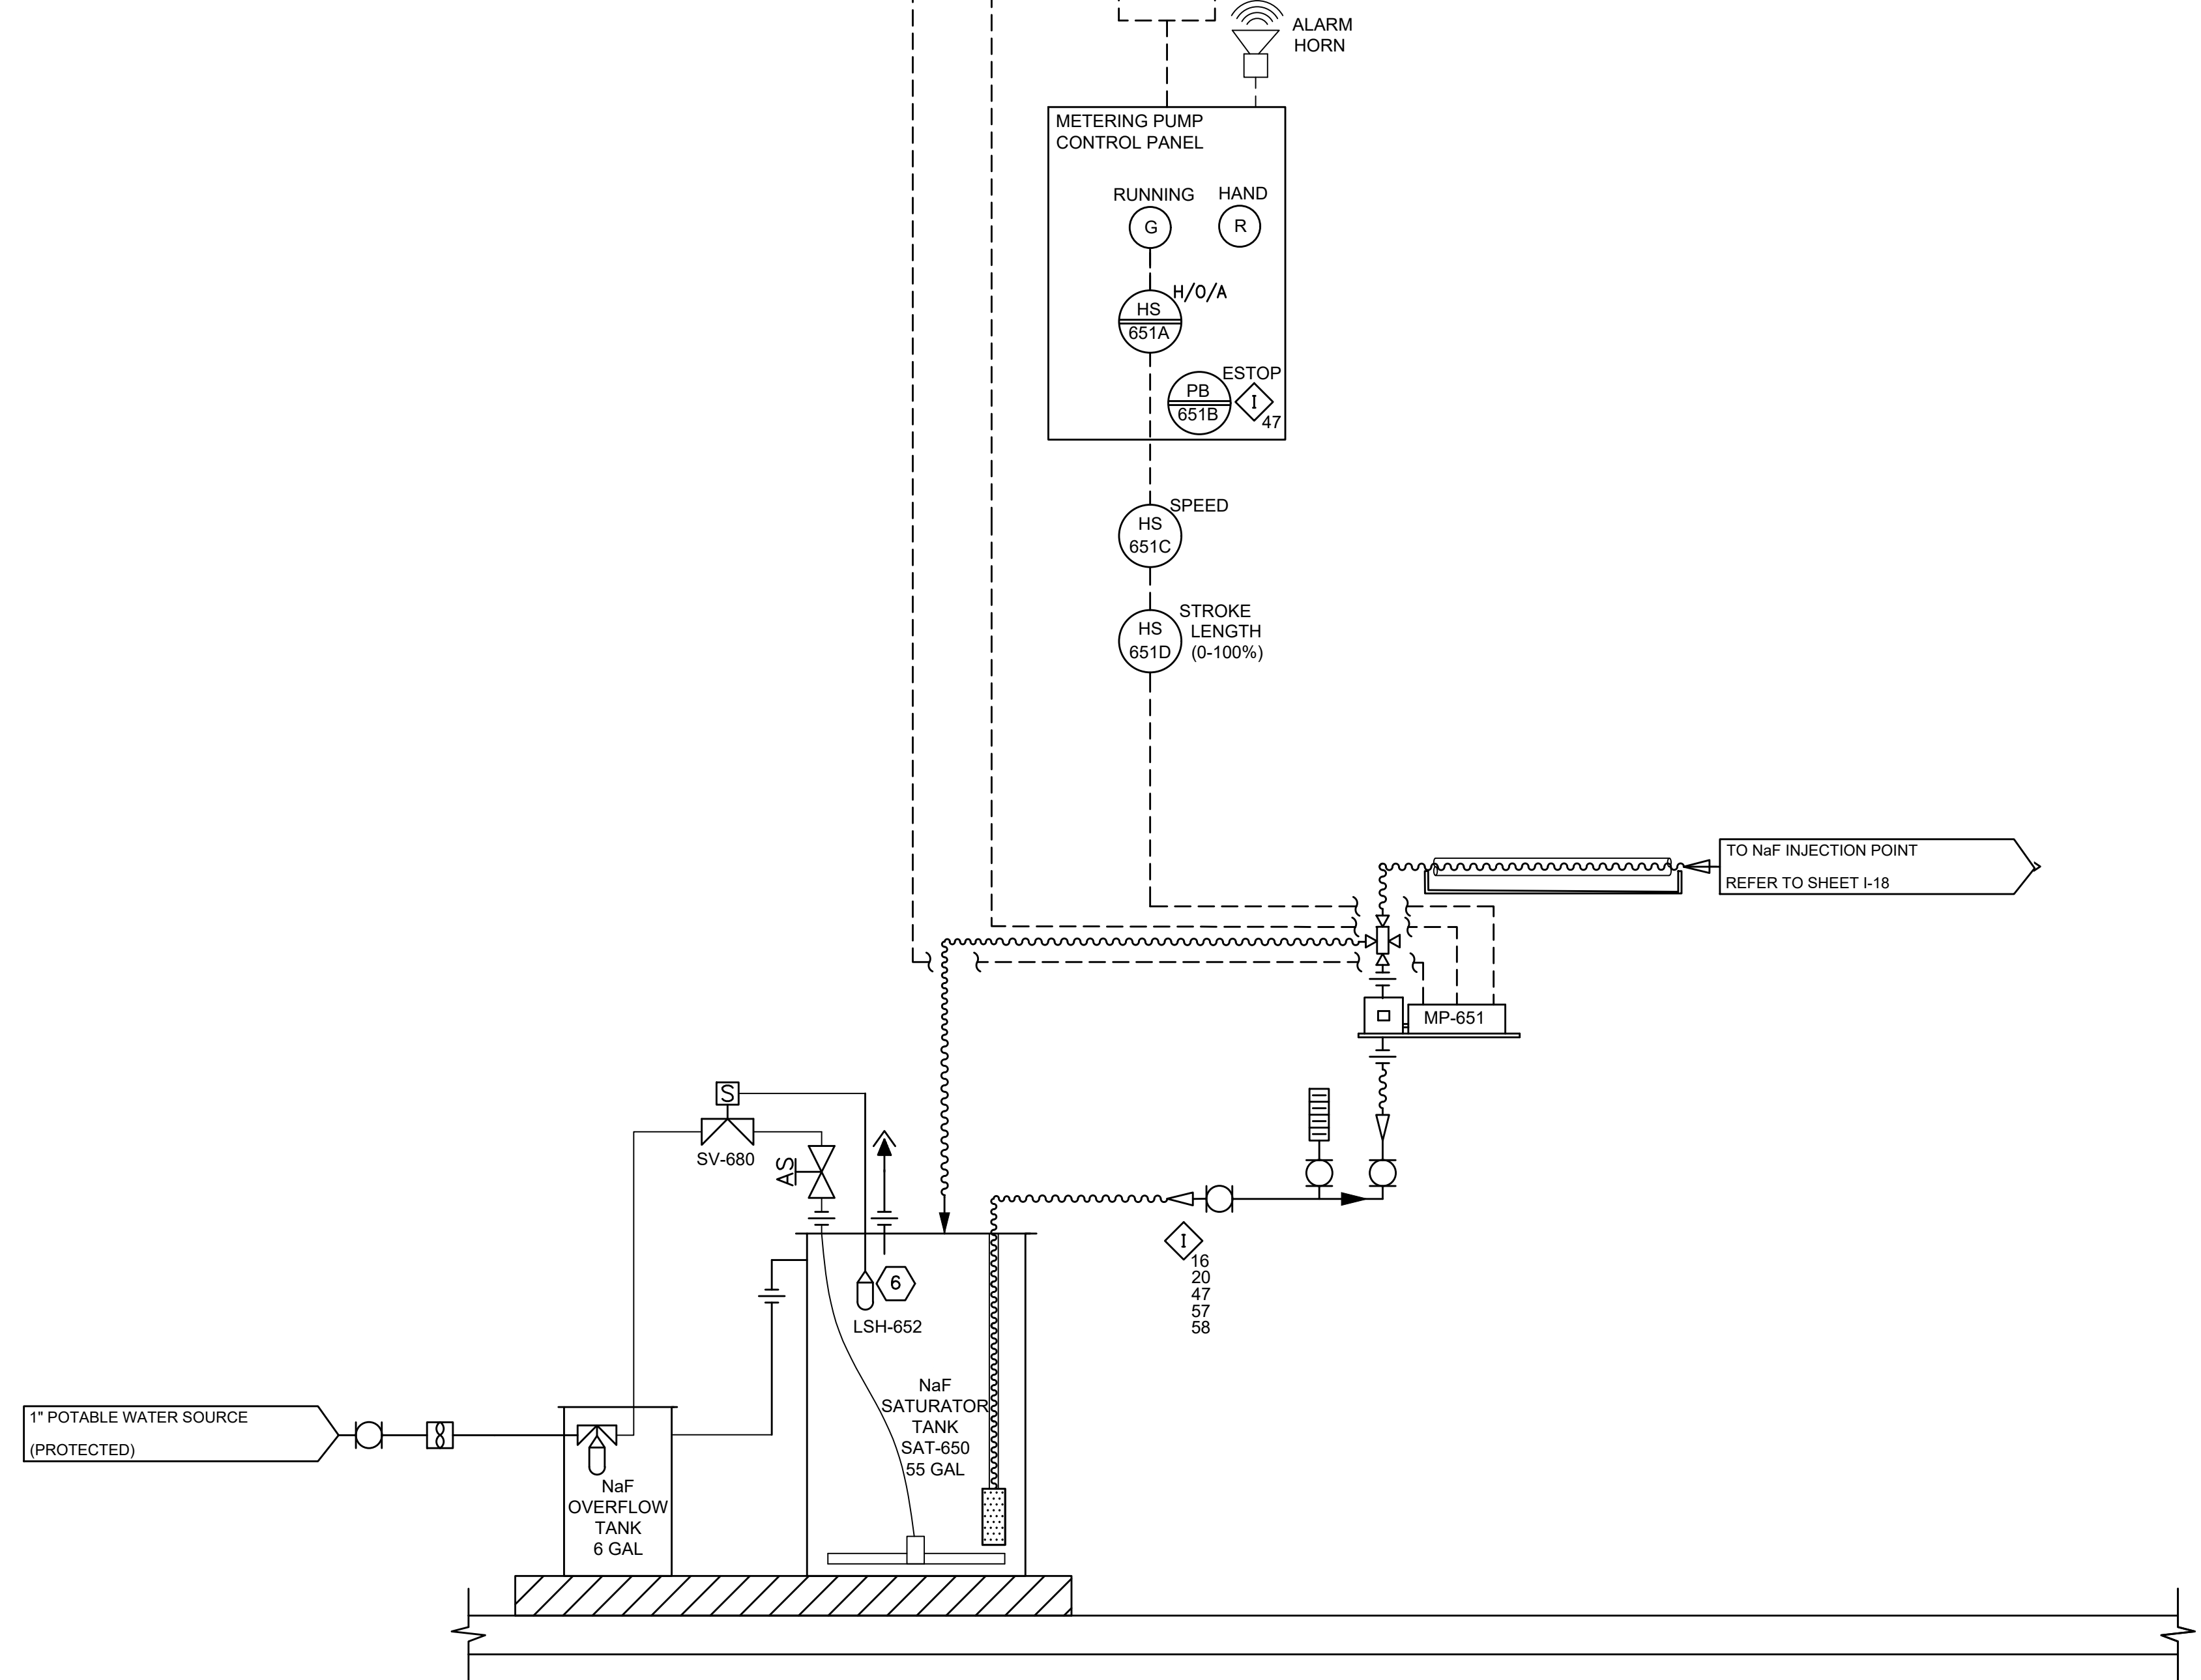 ALARM
HORN
METERING PUMP
CONTROL PANEL
RUNNING
HAND
G
R
H/O/A
HS
651A
ESTOP
PB
651B
I
47
SPEED
HS
651C
STROKE
LENGTH
(0-100%)
HS
651D
TO NaF INJECTION POINT
REFER TO SHEET I-18
MP-651
S
SV-680
AS
I
16
20
47
57
58
6
LSH-652
NaF
SATURATOR
TANK
SAT-650
55 GAL
1" POTABLE WATER SOURCE
(PROTECTED)
NaF
OVERFLOW
TANK
6 GAL